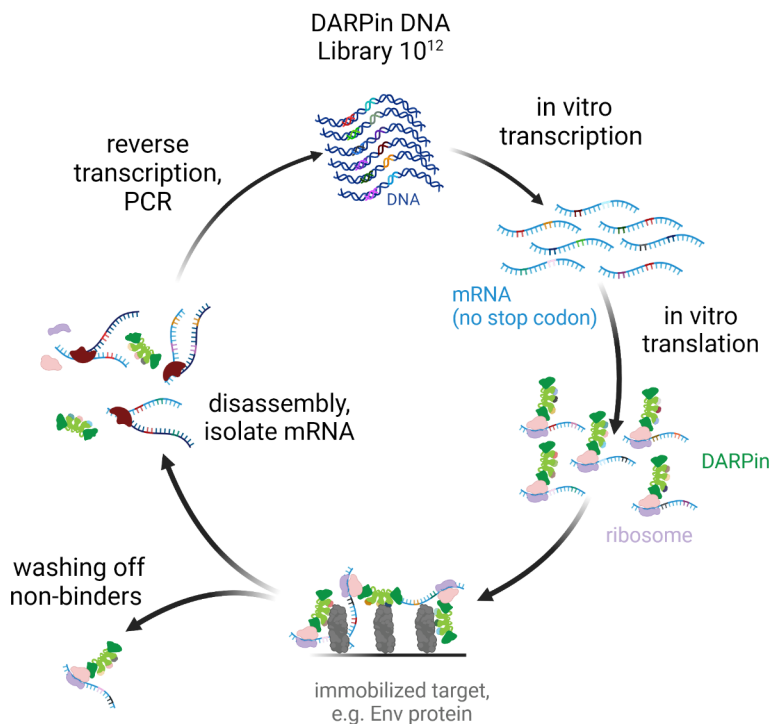 DARPin DNA
Library 10¹²
in vitro
transcription
DNA
mRNA
(no stop codon)
in vitro
translation
DARPin
ribosome
immobilized target,
e.g. Env protein
washing off
non-binders
disassembly,
isolate mRNA
reverse
transcription,
PCR